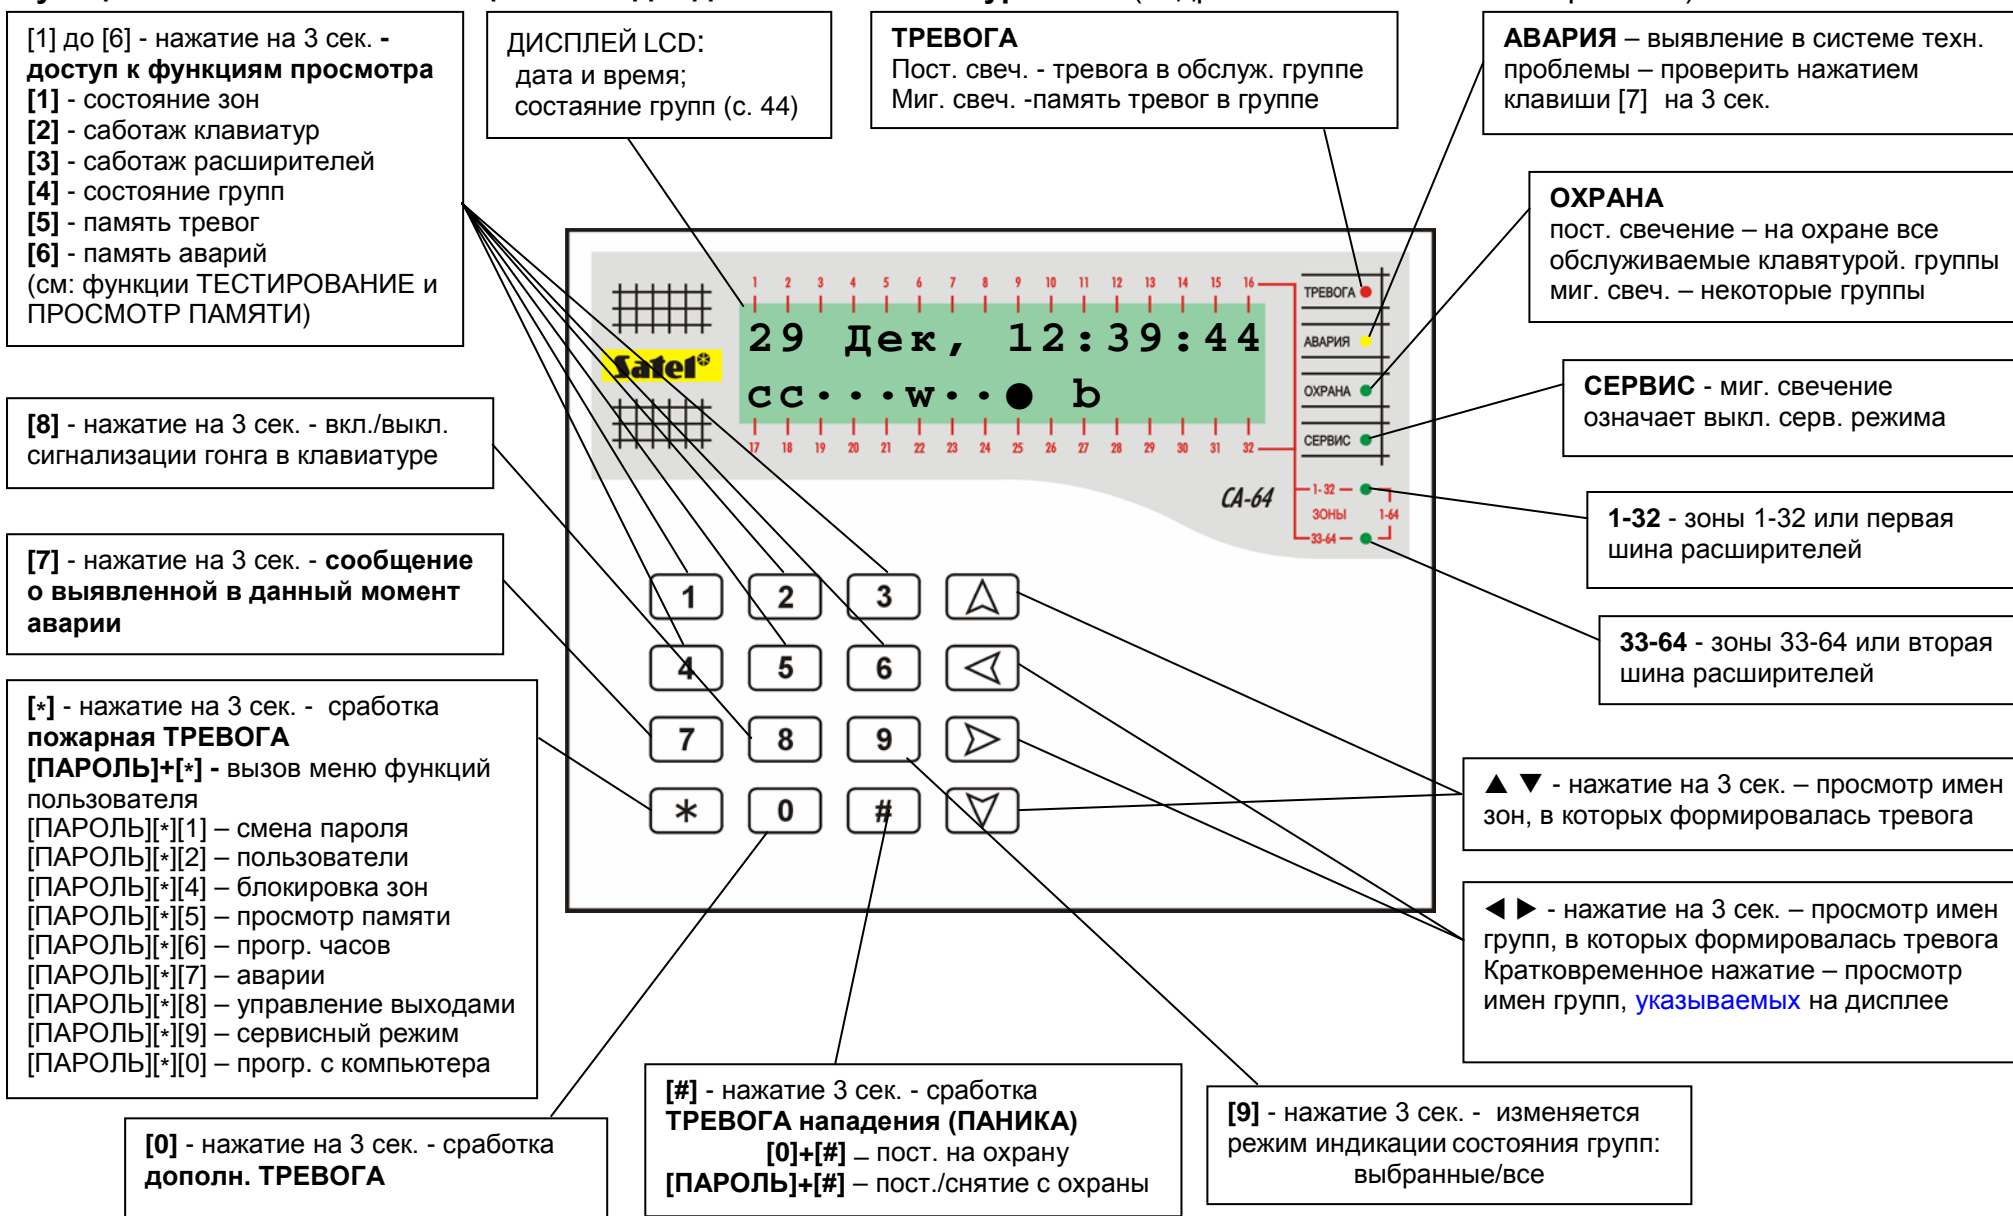 [1] до [6] - нажатие на 3 сек. -
доступ к функциям просмотра
[1] - состояние зон
[2] - саботаж клавиатур
[3] - саботаж расширителей
[4] - состояние групп
[5] - память тревог
[6] - память аварий
(см: функции ТЕСТИРОВАНИЕ и
ПРОСМОТР ПАМЯТИ)
ДИСПЛЕЙ LCD:
дата и время;
состаяние групп (с. 44)
ТРЕВОГА
Пост. свеч. - тревога в обслуж. группе
Миг. свеч. -память тревог в группе
АВАРИЯ – выявление в системе техн.
проблемы – проверить нажатием
клавиши [7] на 3 сек.
ОХРАНА
пост. свечение – на охране все
обслуживаемые клавятурой. группы
миг. свеч. – некоторые группы
СЕРВИС - миг. свечение
означает выкл. серв. режима
1-32 - зоны 1-32 или первая
шина расширителей
33-64 - зоны 33-64 или вторая
шина расширителей
[8] - нажатие на 3 сек. - вкл./выкл.
сигнализации гонга в клавиатуре
[7] - нажатие на 3 сек. - сообщение
о выявленной в данный момент
аварии
[*] - нажатие на 3 сек. - сработка
пожарная ТРЕВОГА
[ПАРОЛЬ]+[*] - вызов меню функций
пользователя
[ПАРОЛЬ][*][1] – смена пароля
[ПАРОЛЬ][*][2] – пользователи
[ПАРОЛЬ][*][4] – блокировка зон
[ПАРОЛЬ][*][5] – просмотр памяти
[ПАРОЛЬ][*][6] – прогр. часов
[ПАРОЛЬ][*][7] – аварии
[ПАРОЛЬ][*][8] – управление выходами
[ПАРОЛЬ][*][9] – сервисный режим
[ПАРОЛЬ][*][0] – прогр. с компьютера
1 2 3 4 5 6 7 8 9 10 11 12 13 14 15 16
29 Дек, 12:39:44
cc···w··● b
17 18 19 20 21 22 23 24 25 26 27 28 29 30 31 32
Satel®
ТРЕВОГА
АВАРИЯ
ОХРАНА
СЕРВИС
CA-64
1-32
ЗОНЫ 1-64
33-64
1 2 3
4 5 6
7 8 9
* 0 #
▲ ▼ - нажатие на 3 сек. – просмотр имен
зон, в которых формировалась тревога
◄ ► - нажатие на 3 сек. – просмотр имен
групп, в которых формировалась тревога
Кратковременное нажатие – просмотр
имен групп, указываемых на дисплее
[0] - нажатие на 3 сек. - сработка
дополн. ТРЕВОГА
[#] - нажатие 3 сек. - сработка
ТРЕВОГА нападения (ПАНИКА)
[0]+[#] – пост. на охрану
[ПАРОЛЬ]+[#] – пост./снятие с охраны
[9] - нажатие 3 сек. - изменяется
режим индикации состояния групп:
выбранные/все